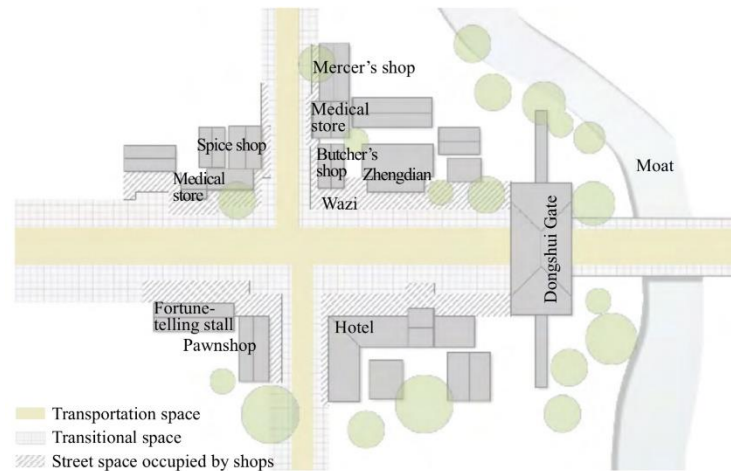 Mercer's shop
Medical
store
Spice shop
Butcher's
shop
Zhengdian
Medical
store
Wazi
Moat
Dongshui Gate
Fortune-
telling stall
Pawnshop
Hotel
Transportation space
Transitional space
Street space occupied by shops